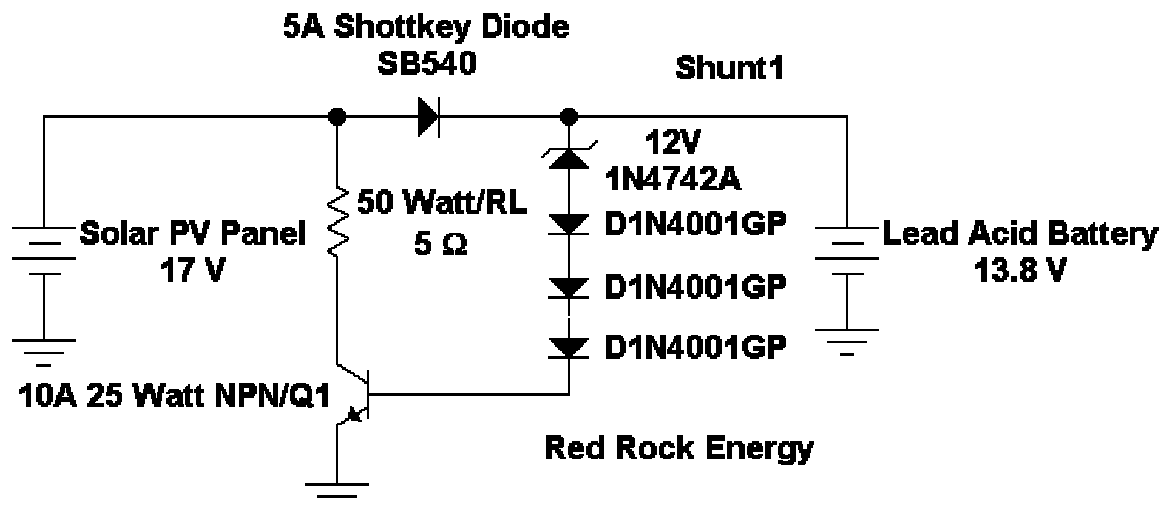 5A Shottkey Diode
SB540
Shunt1
12V
1N4742A
50 Watt/RL
5 Ω
D1N4001GP
Solar PV Panel
17 V
Lead Acid Battery
13.8 V
D1N4001GP
D1N4001GP
10A 25 Watt NPN/Q1
Red Rock Energy